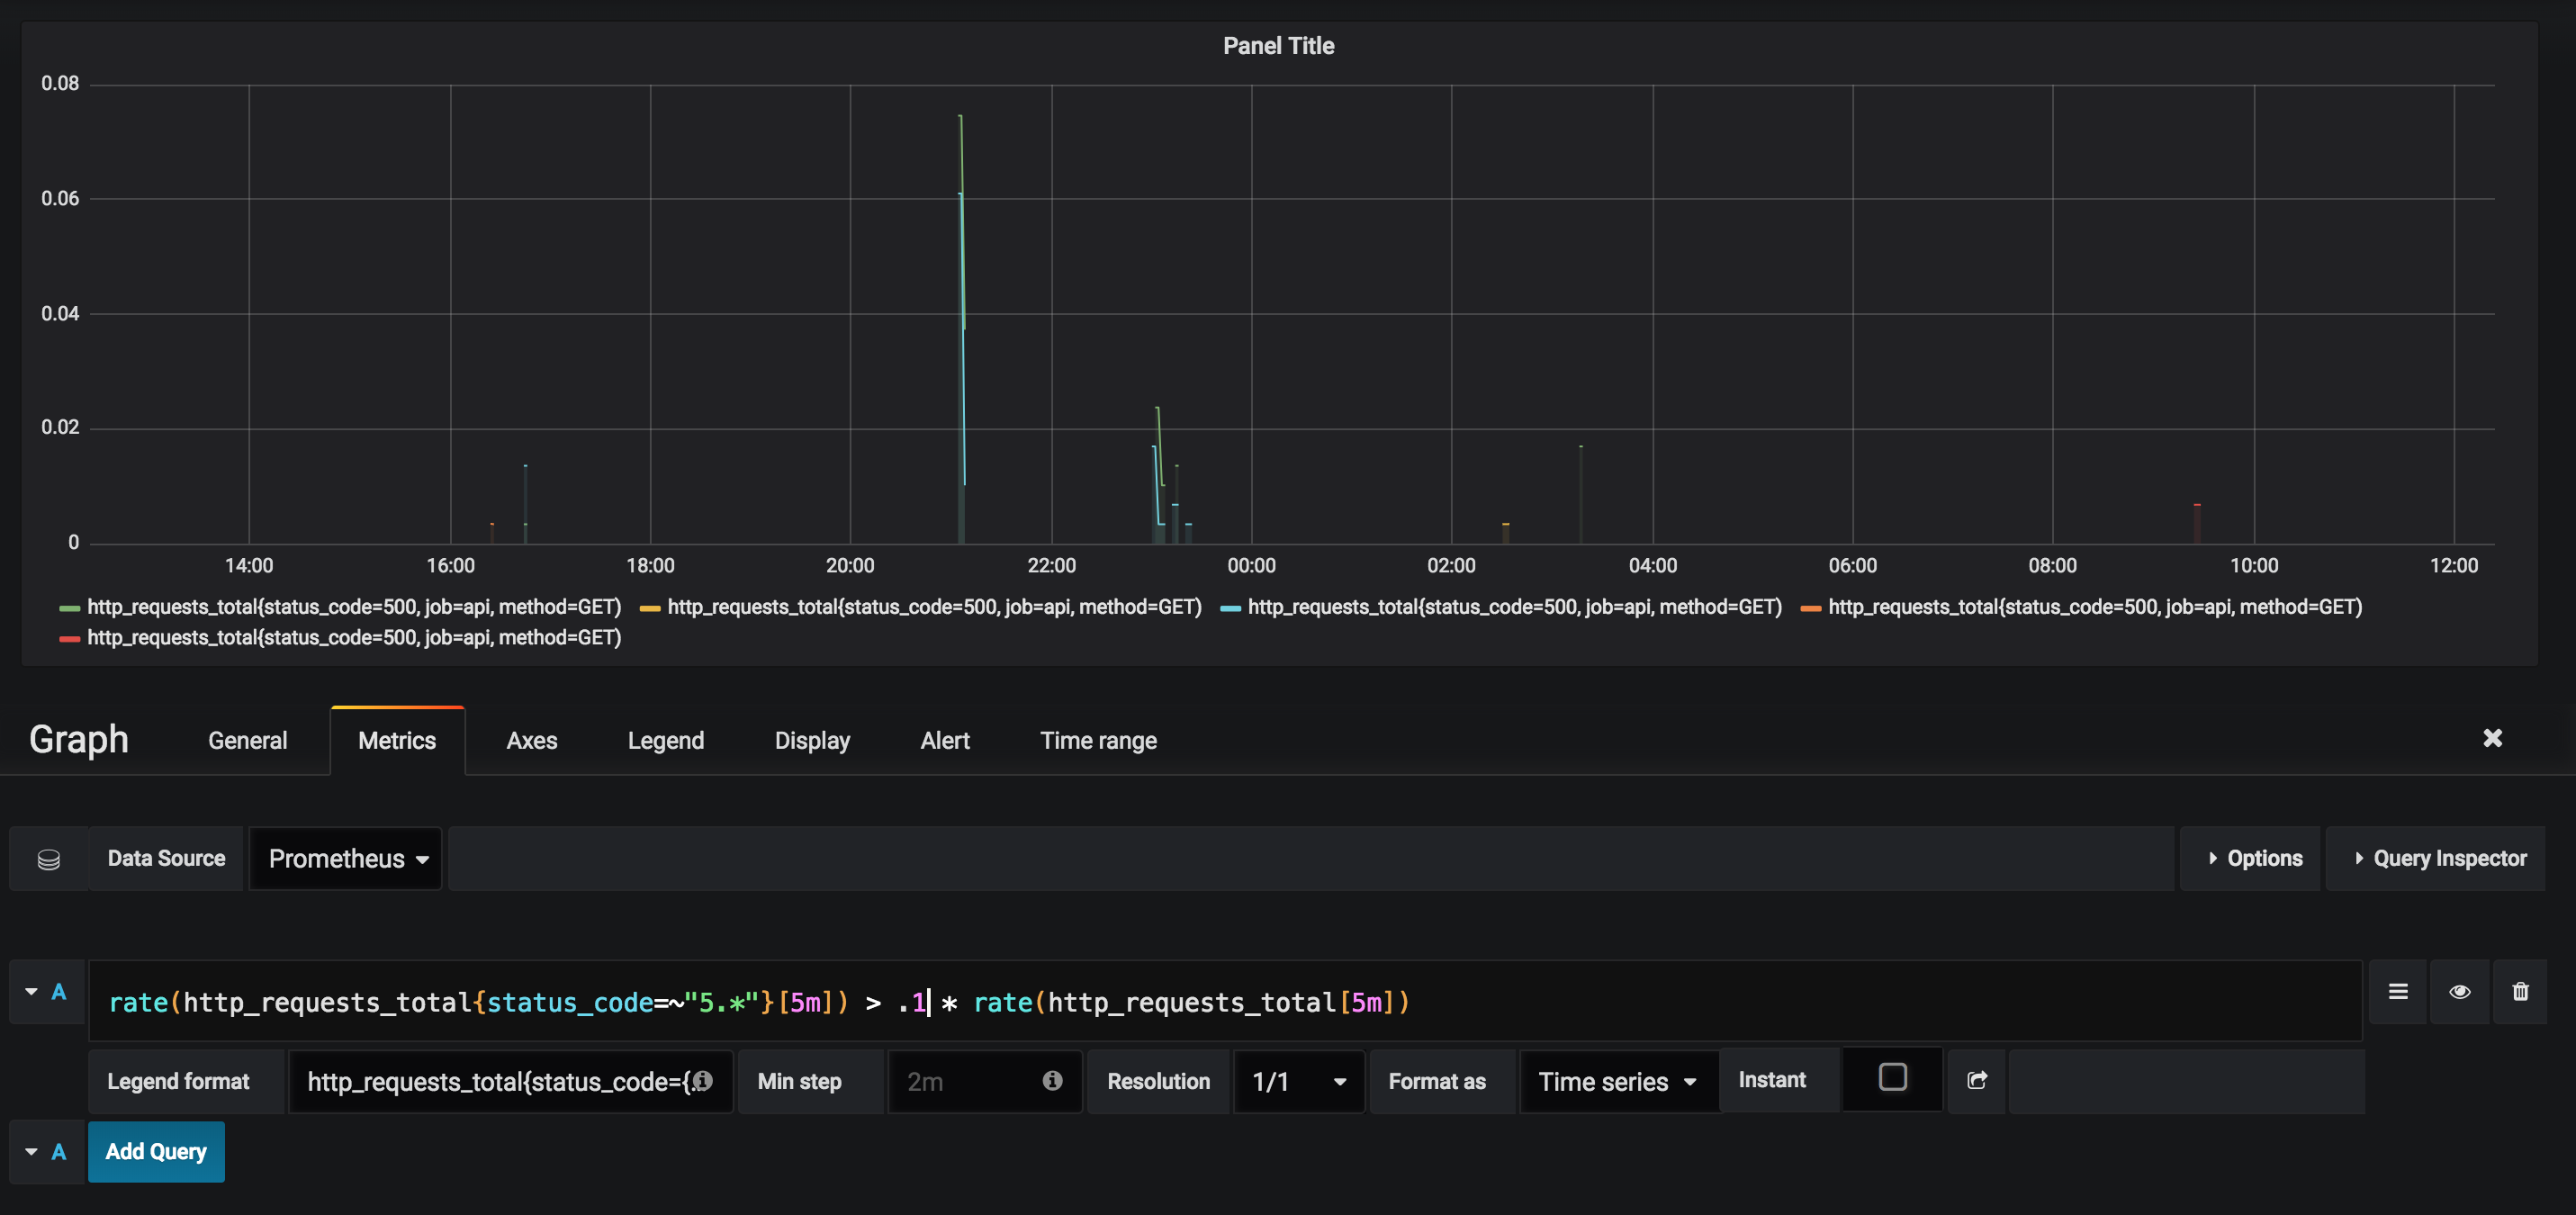 Panel Title
0.08
0.06
0.04
0.02
0
14:00 16:00 18:00 20:00 22:00 00:00 02:00 04:00 06:00 08:00 10:00 12:00
http_requests_total{status_code=500, job=api, method=GET) http_requests_total{status_code=500, job=api, method=GET) http_requests_total{status_code=500, job=api, method=GET) http_requests_total{status_code=500, job=api, method=GET)
http_requests_total{status_code=500, job=api, method=GET)
Graph General Metrics Axes Legend Display Alert Time range
Data Source Prometheus Options Query Inspector
A rate(http_requests_total{status_code=~"5.*"}[5m]) > .1 * rate(http_requests_total[5m])
Legend format http_requests_total{status_code={. Min step 2m Resolution 1/1 Format as Time series Instant
A Add Query